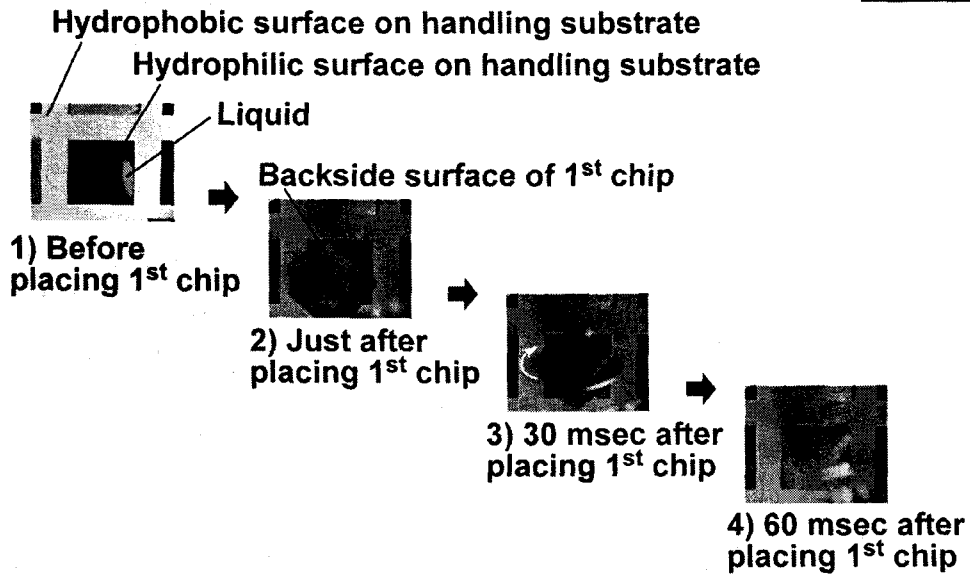 Hydrophobic surface on handling substrate
Hydrophilic surface on handling substrate
Liquid
Backside surface of 1st chip
1) Before
placing 1st chip
2) Just after
placing 1st chip
3) 30 msec after
placing 1st chip
4) 60 msec after
placing 1st chip